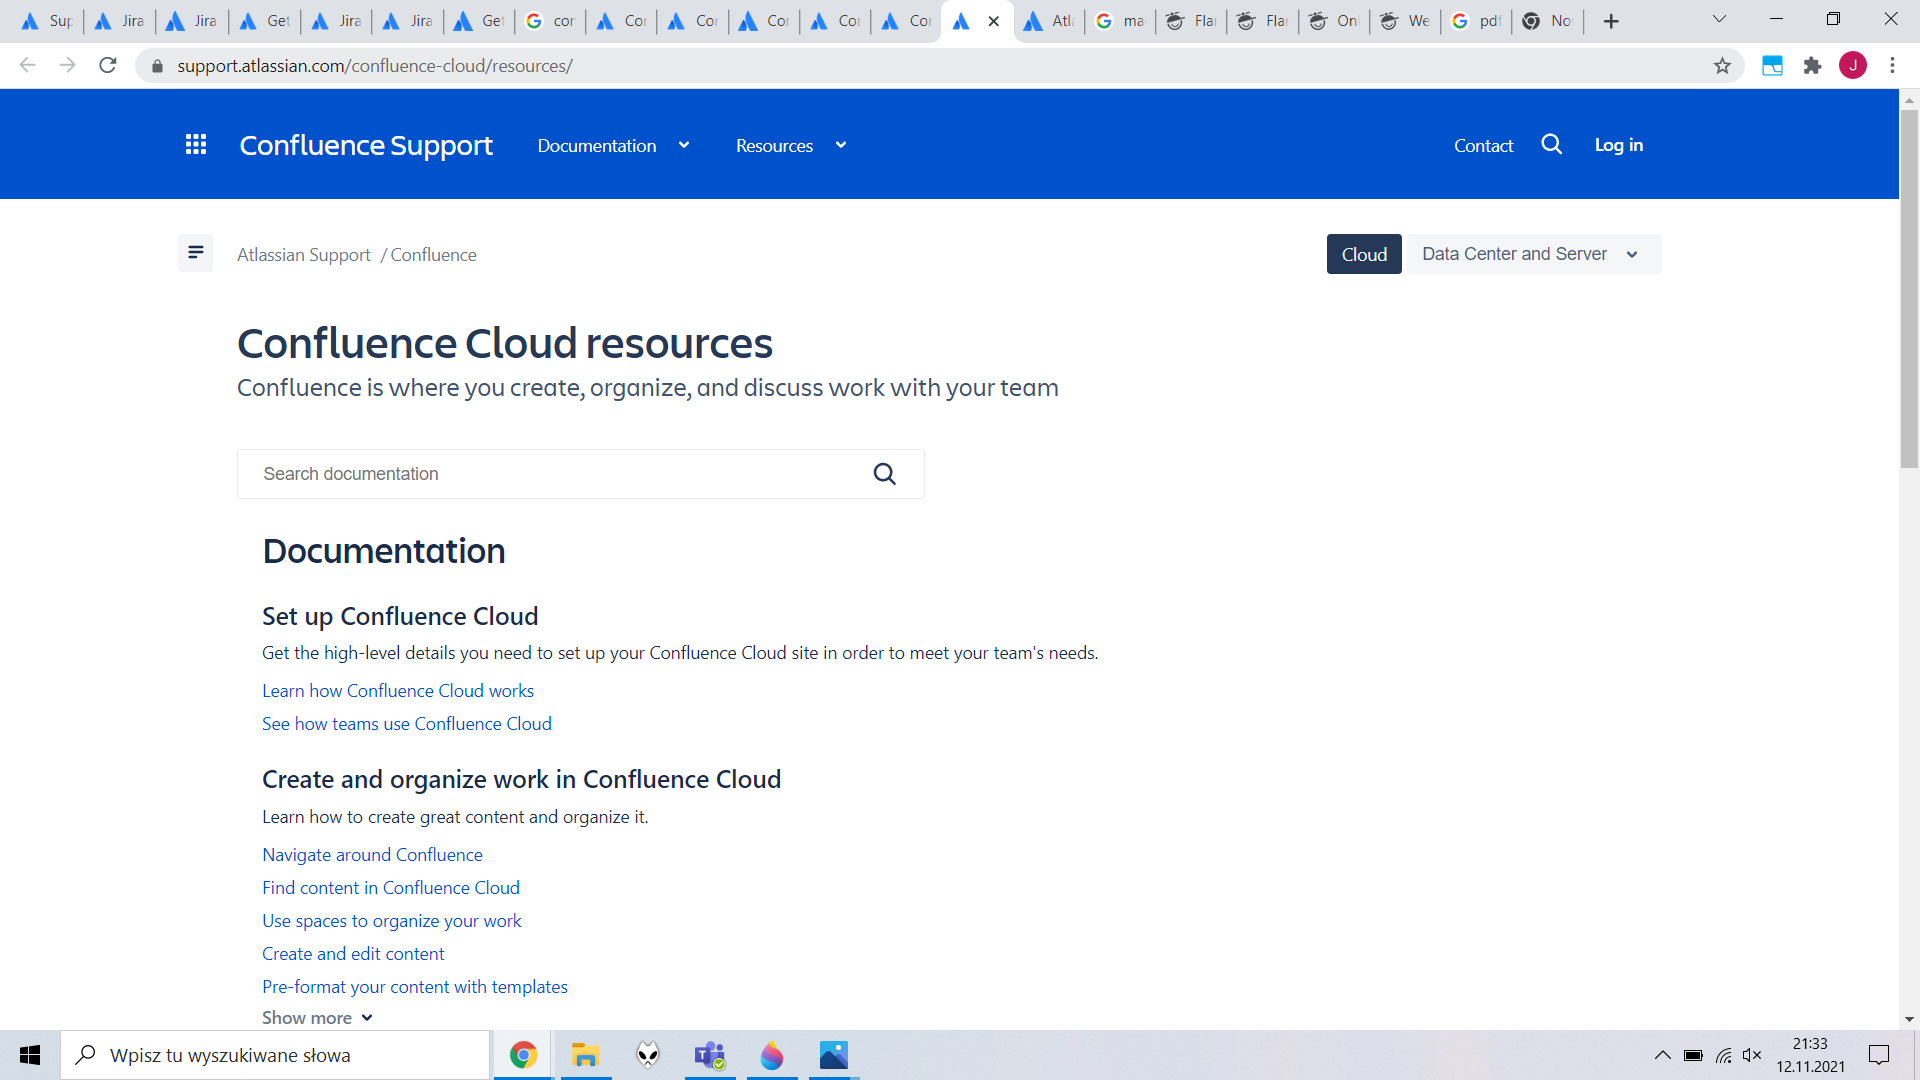 Sup Jira Jira Get Jira Jira Get cor Cor Cor Cor Cor Cor Atla ma Flar Flar Onl We pdf Nov
support.atlassian.com/confluence-cloud/resources/
J
Confluence Support Documentation Resources Contact Log in
Atlassian Support / Confluence Cloud Data Center and Server
Confluence Cloud resources
Confluence is where you create, organize, and discuss work with your team
Search documentation
Documentation
Set up Confluence Cloud
Get the high-level details you need to set up your Confluence Cloud site in order to meet your team's needs.
Learn how Confluence Cloud works
See how teams use Confluence Cloud
Create and organize work in Confluence Cloud
Learn how to create great content and organize it.
Navigate around Confluence
Find content in Confluence Cloud
Use spaces to organize your work
Create and edit content
Pre-format your content with templates
Show more
Wpisz tu wyszukiwane słowa
21:33
12.11.2021